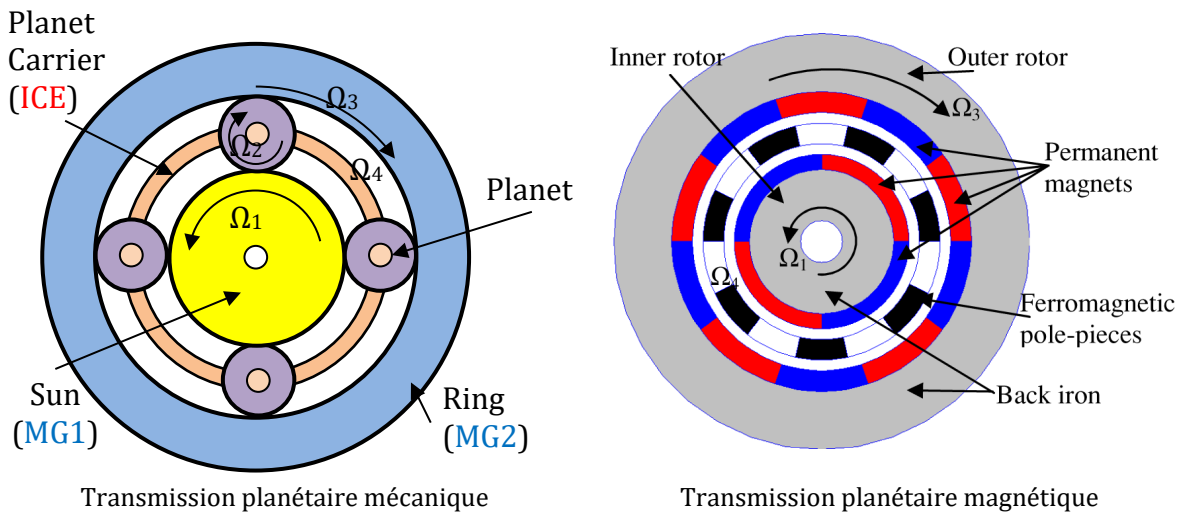 Planet
Carrier
(ICE)
Ω3
Ω2
Ω4
Ω1
Planet
Sun
(MG1)
Ring
(MG2)
Transmission planétaire mécanique
Inner rotor
Outer rotor
Ω3
Permanent
magnets
Ω1
Ω4
Ferromagnetic
pole-pieces
Back iron
Transmission planétaire magnétique